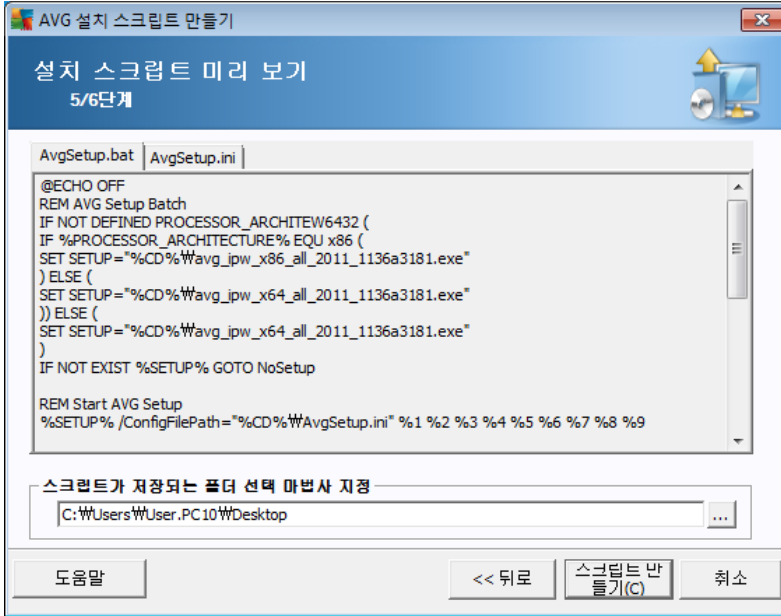 AVG 설치 스크립트 만들기
설치 스크립트 미리 보기
5/6단계
AvgSetup.bat AvgSetup.ini
@ECHO OFF
REM AVG Setup Batch
IF NOT DEFINED PROCESSOR_ARCHITEW6432 (
IF %PROCESSOR_ARCHITECTURE% EQU x86 (
SET SETUP="%CD%₩avg_ipw_x86_all_2011_1136a3181.exe"
) ELSE (
SET SETUP="%CD%₩avg_ipw_x64_all_2011_1136a3181.exe"
)) ELSE (
SET SETUP="%CD%₩avg_ipw_x64_all_2011_1136a3181.exe"
)
IF NOT EXIST %SETUP% GOTO NoSetup
REM Start AVG Setup
%SETUP% /ConfigFilePath="%CD%₩AvgSetup.ini" %1 %2 %3 %4 %5 %6 %7 %8 %9
스크립트가 저장되는 폴더 선택 마법사 지정
C:₩Users₩User.PC10₩Desktop
...
도움말
<< 뒤로
스크립트 만
들기(C)
취소